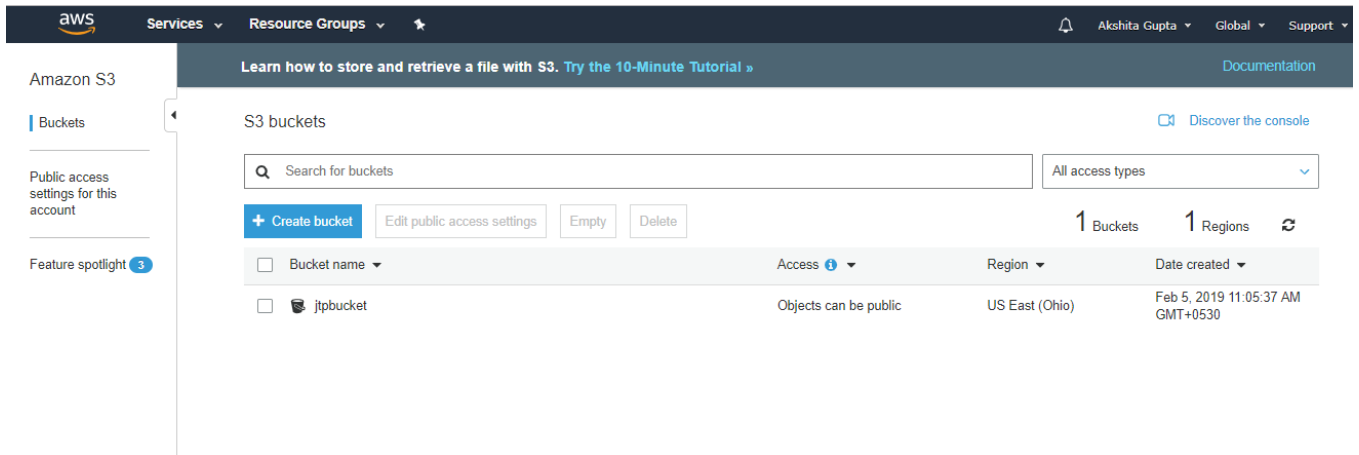 aws Services Resource Groups Akshita Gupta Global Support
Amazon S3
Learn how to store and retrieve a file with S3. Try the 10-Minute Tutorial » Documentation
Buckets
Public access
settings for this
account
Feature spotlight 3
S3 buckets Discover the console
Search for buckets All access types
+ Create bucket Edit public access settings Empty Delete 1 Buckets 1 Regions
Bucket name Access i Region Date created
jtpbucket Objects can be public US East (Ohio) Feb 5, 2019 11:05:37 AM
GMT+0530